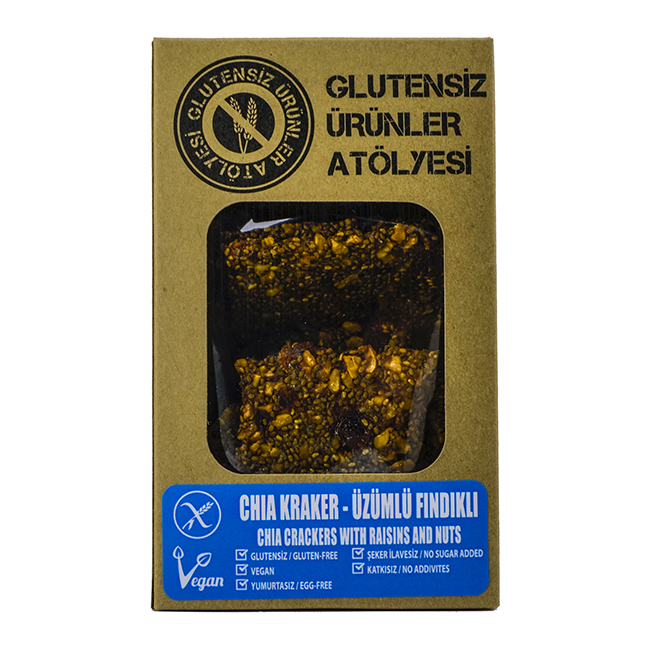 GLUTENSİZ ÜRÜNLER ATÖLYESİ
GLUTENSİZ
ÜRÜNLER
ATÖLYESİ
CHIA KRAKER - ÜZÜMLÜ FINDIKLI
CHIA CRACKERS WITH RAISINS AND NUTS
GLUTENSİZ / GLUTEN-FREE
VEGAN
YUMURTASIZ / EGG-FREE
ŞEKER İLAVESİZ / NO SUGAR ADDED
KATKISIZ / NO ADDIVITES
Vegan